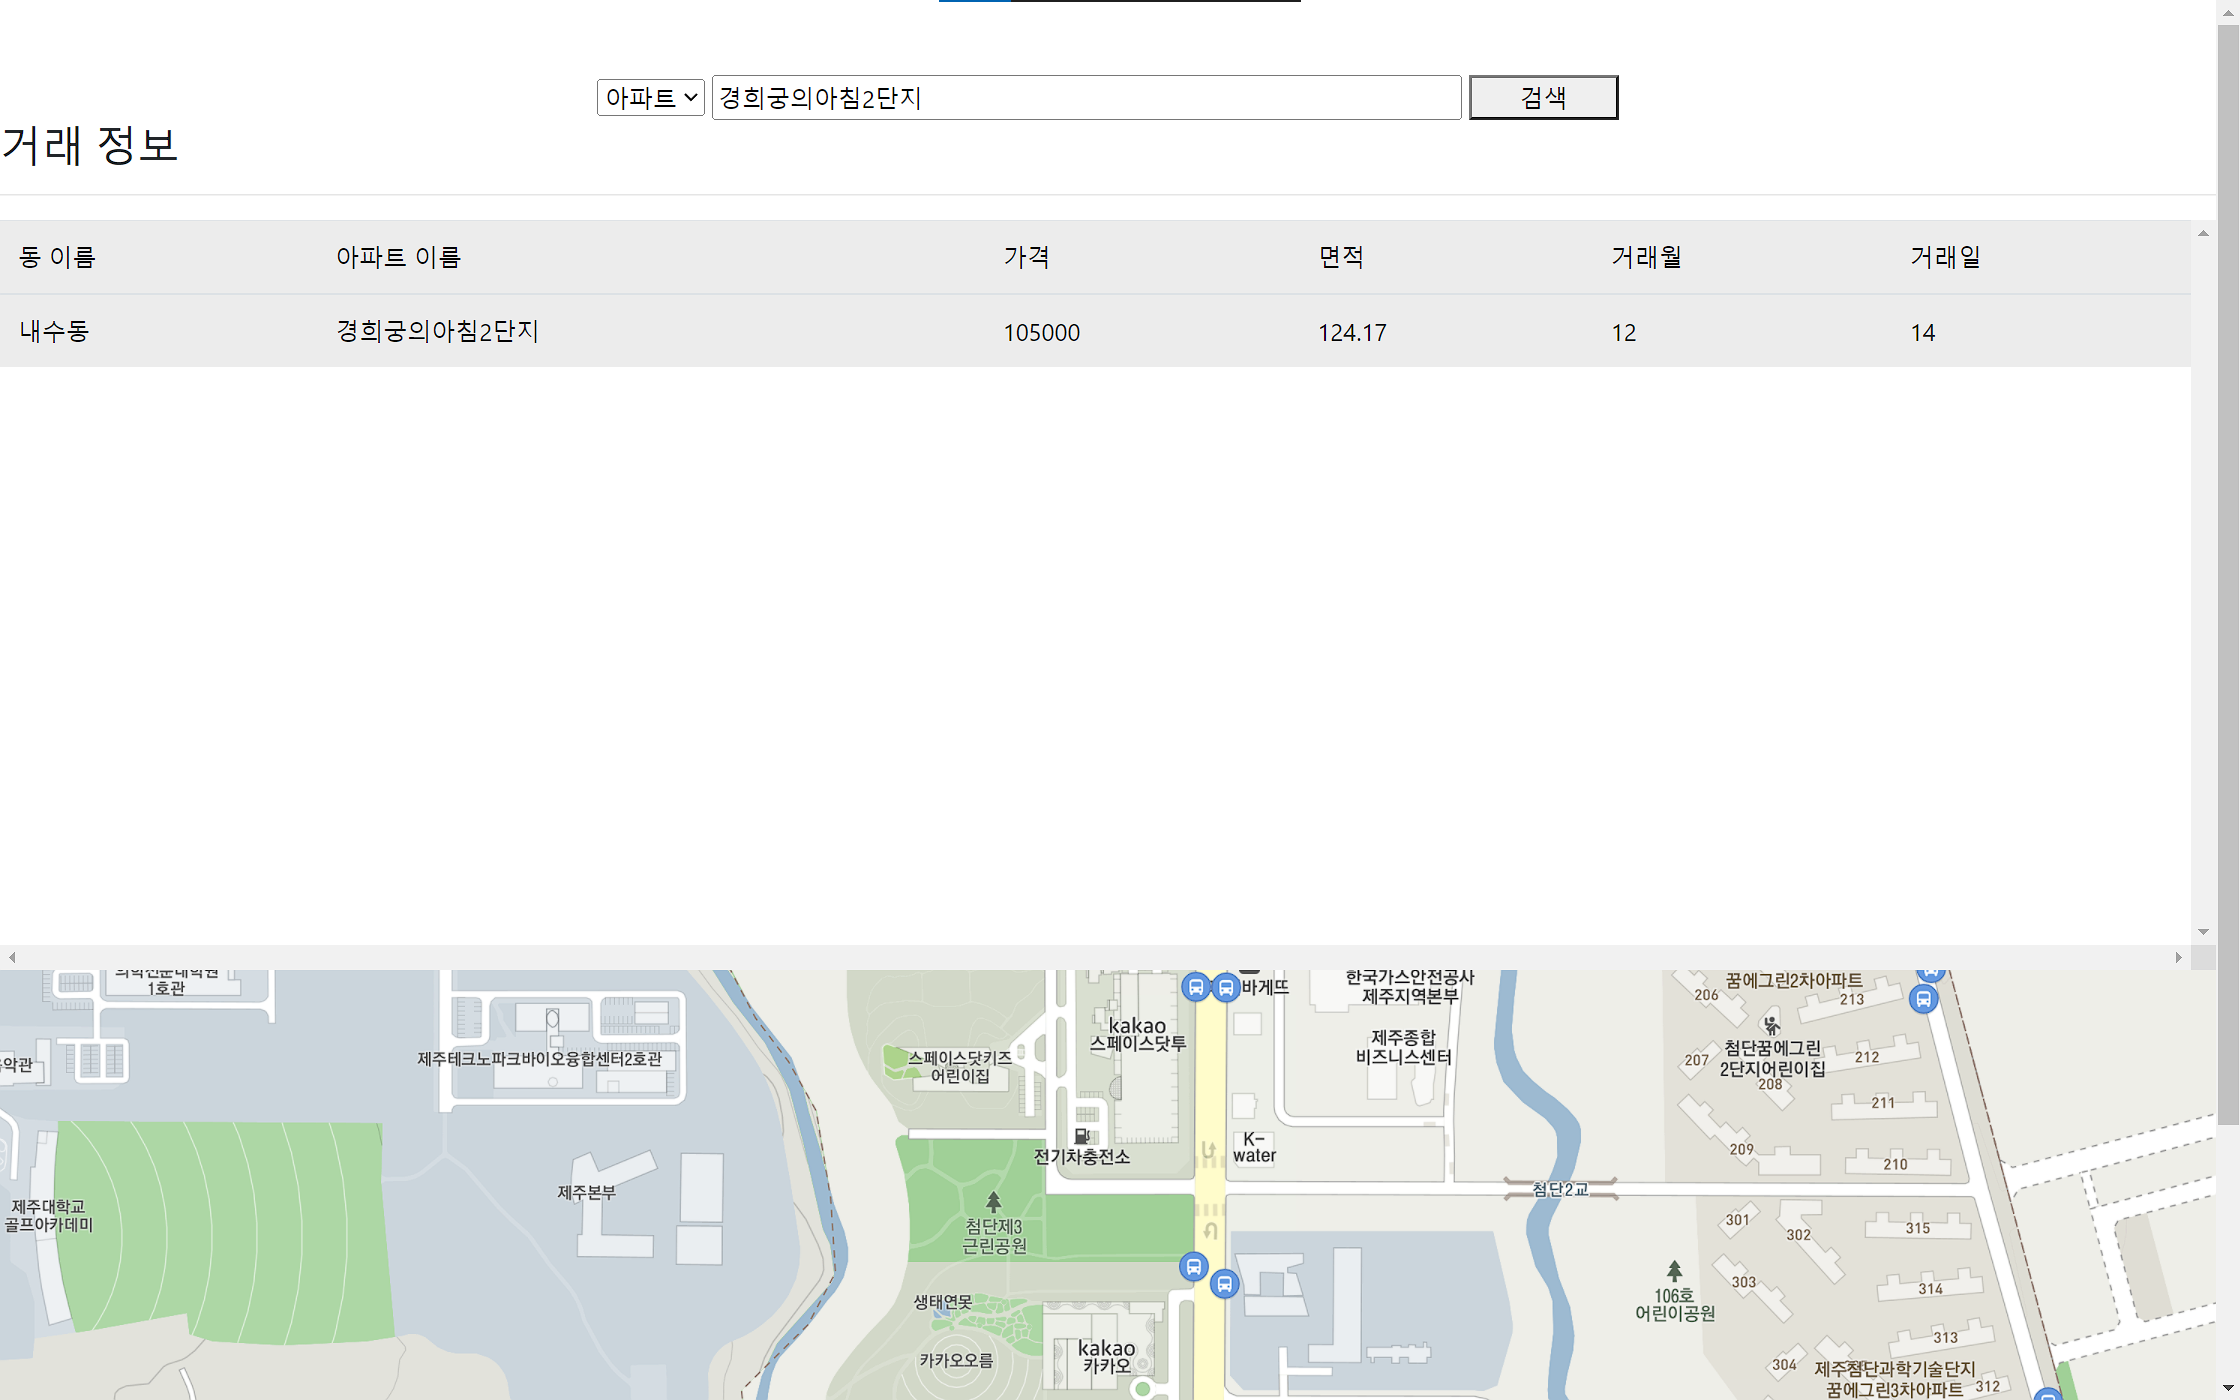 아파트 경희궁의아침2단지 검색
거래 정보
동 이름 아파트 이름 가격 면적 거래월 거래일
내수동 경희궁의아침2단지 105000 124.17 12 14
의학전문대학원
1호관
바게뜨
한국가스안전공사
제주지역본부
206
꿈에그린2차아파트
213
kakao
스페이스닷투
제주종합
비즈니스센터
약관
제주테크노파크바이오융합센터2호관
스페이스닷키즈
어린이집
207
첨단꿈에그린
2단지어린이집
212
208
211
전기차충전소
K-
water
209
210
제주대학교
골프아카데미
제주본부
첨단제3
근린공원
첨단2교
301
302
315
303
314
생태연못
106호
어린이공원
313
카카오오름
kakao
카카오
304
제주첨단과학기술단지
꿈에그린3차아파트
312